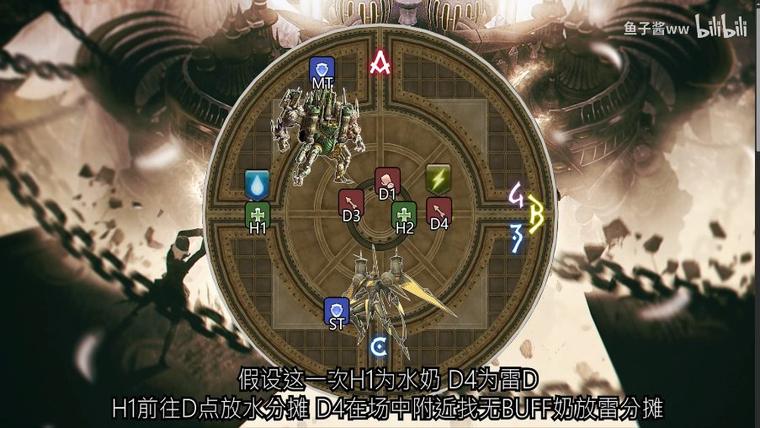 鱼子酱ww bilibili
A
MT
D1
D3
H2
D4
H1
4
B
3
ST
C
假设这一次H1为水奶 D4为雷D
H1前往D点放水分摊 D4在场中附近找无BUFF奶放雷分摊